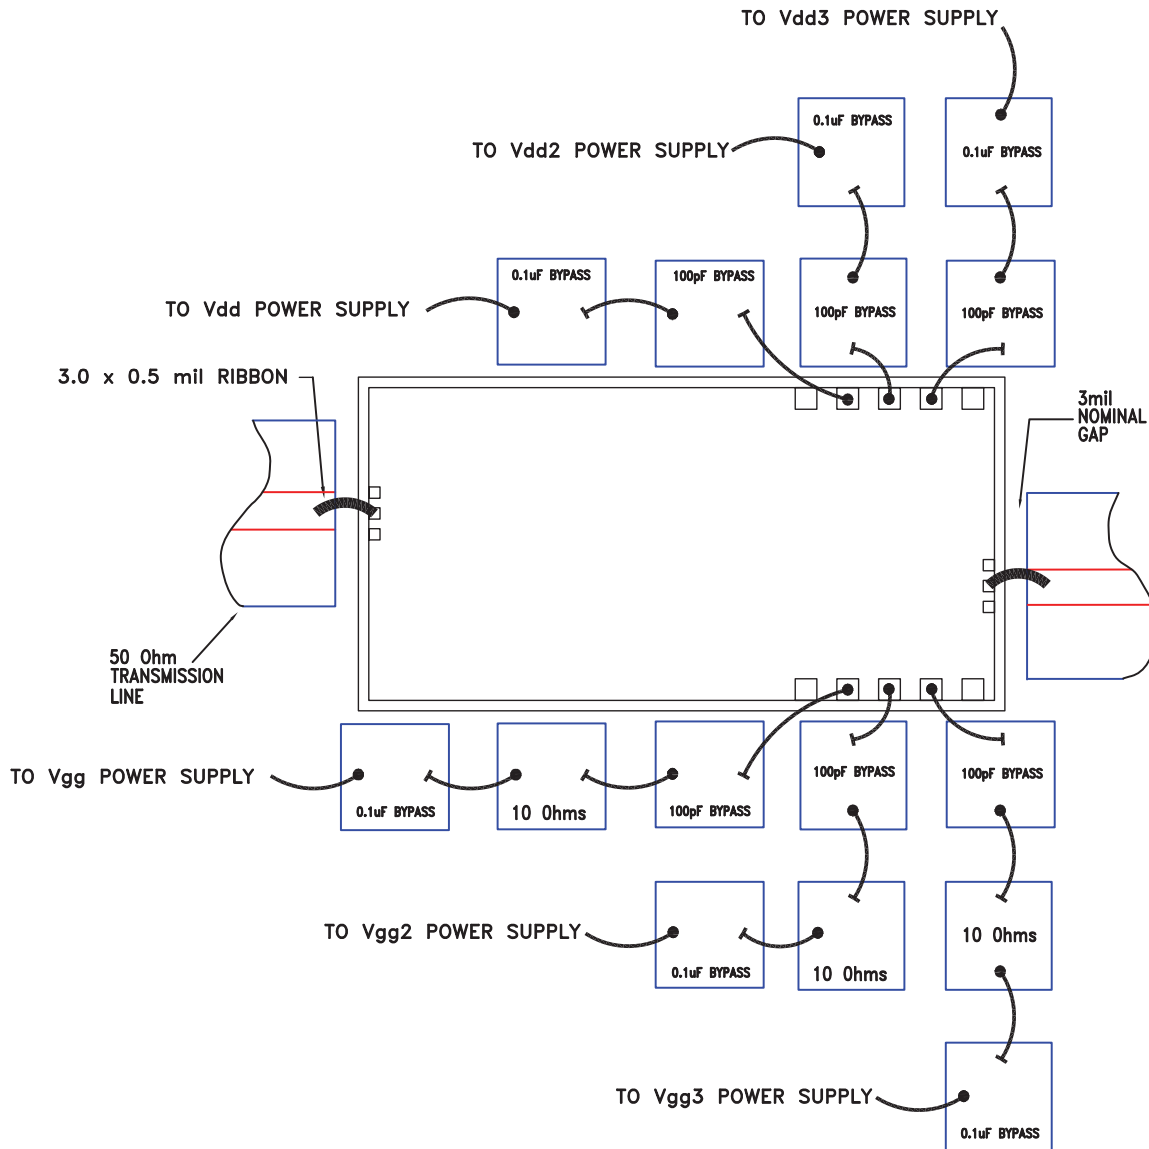 TO Vdd3 POWER SUPPLY
0.1uF BYPASS
TO Vdd2 POWER SUPPLY
0.1uF BYPASS
0.1uF BYPASS
100pF BYPASS
TO Vdd POWER SUPPLY
100pF BYPASS
100pF BYPASS
3.0 x 0.5 mil RIBBON
3mil
NOMINAL
GAP
50 Ohm
TRANSMISSION
LINE
TO Vgg POWER SUPPLY
0.1uF BYPASS
10 Ohms
100pF BYPASS
100pF BYPASS
100pF BYPASS
TO Vgg2 POWER SUPPLY
0.1uF BYPASS
10 Ohms
10 Ohms
TO Vgg3 POWER SUPPLY
0.1uF BYPASS